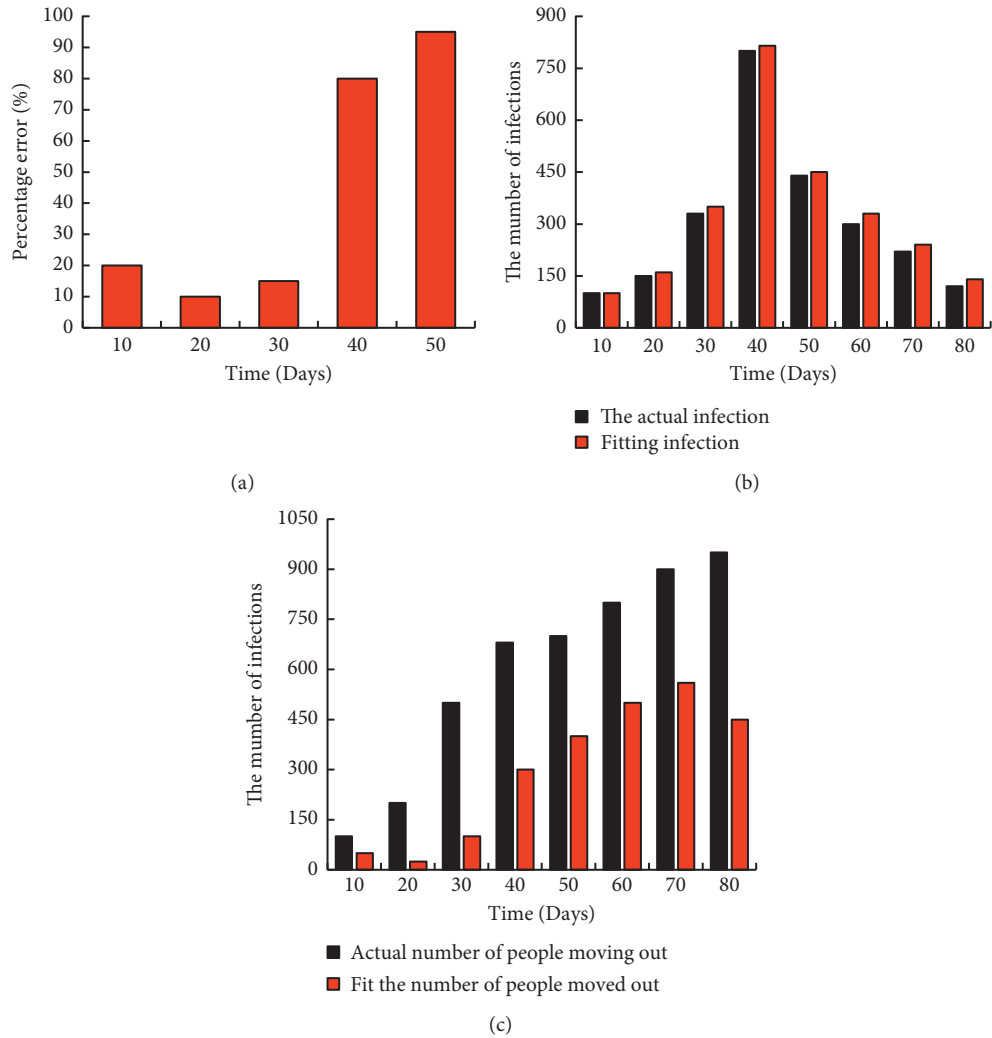 100
90
80
70
60
50
40
30
20
10
0
Percentage error (%)
10 20 30 40 50
Time (Days)
(a)
900
750
600
450
300
150
0
The mumber of infections
10 20 30 40 50 60 70 80
Time (Days)
The actual infection
Fitting infection
(b)
1050
900
750
600
450
300
150
0
The mumber of infections
10 20 30 40 50 60 70 80
Time (Days)
Actual number of people moving out
Fit the number of people moved out
(c)